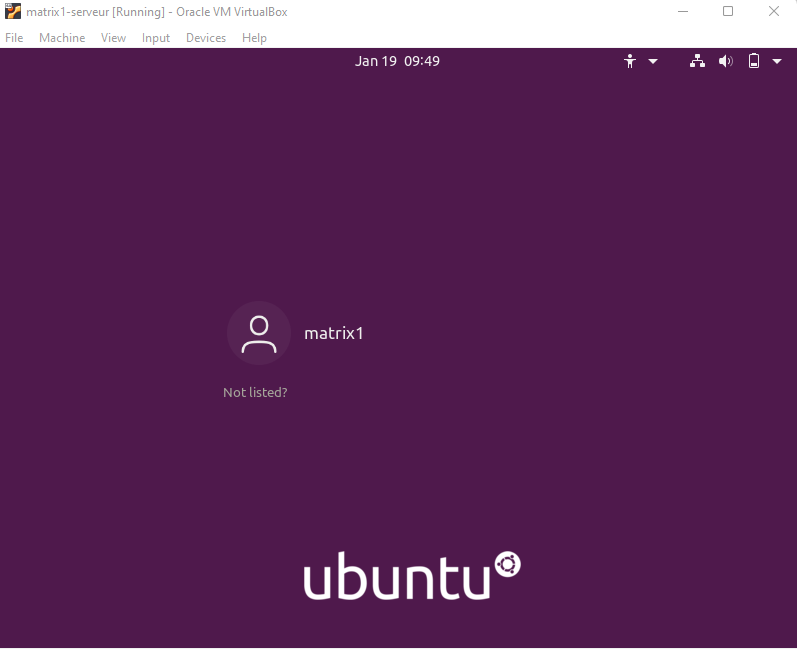 matrix1-serveur [Running] - Oracle VM VirtualBox
File Machine View Input Devices Help
Jan 19 09:49
matrix1
Not listed?
ubuntu